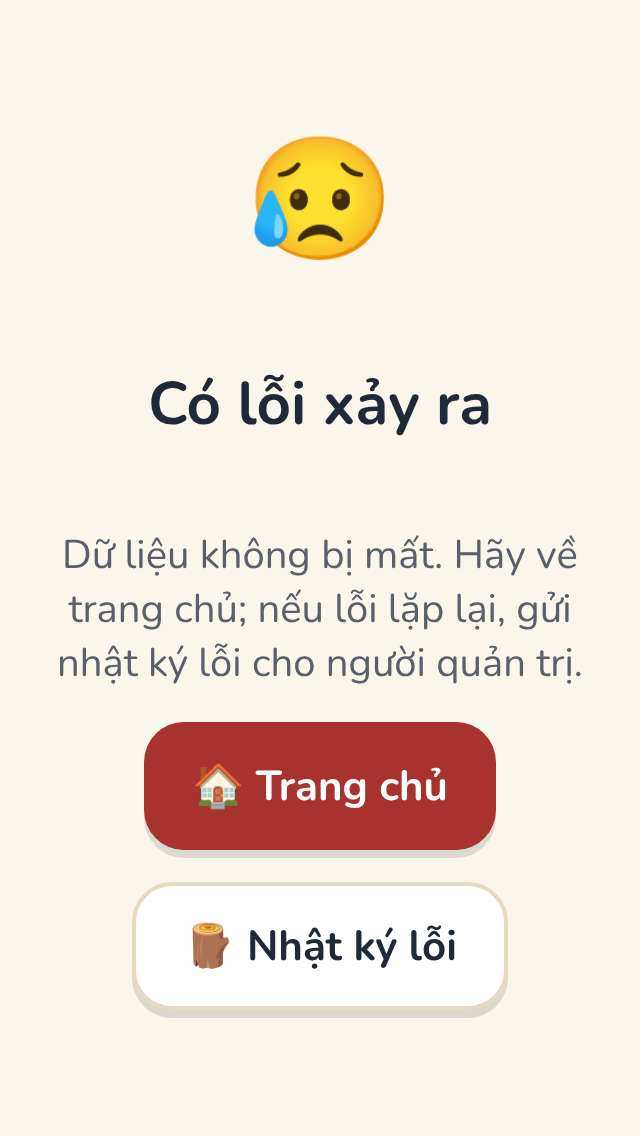 Có lỗi xảy ra
Dữ liệu không bị mất. Hãy về
trang chủ; nếu lỗi lặp lại, gửi
nhật ký lỗi cho người quản trị.
🏠 Trang chủ
🪵 Nhật ký lỗi